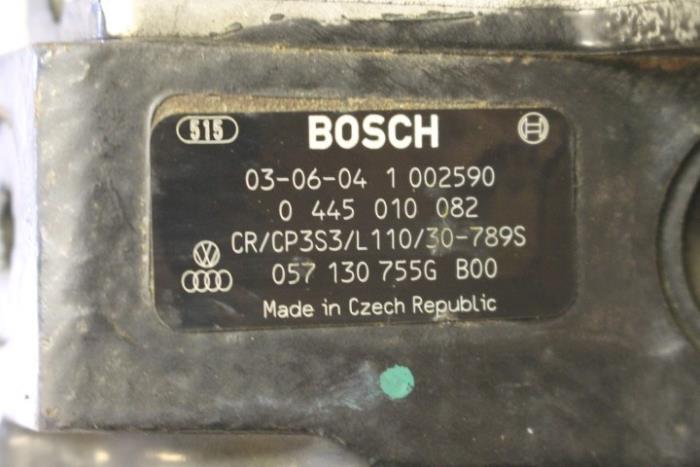 515 BOSCH
03-06-04 1 002590
0 445 010 082
CR/CP3S3/L110/30-789S
057 130 755G B00
Made in Czech Republic